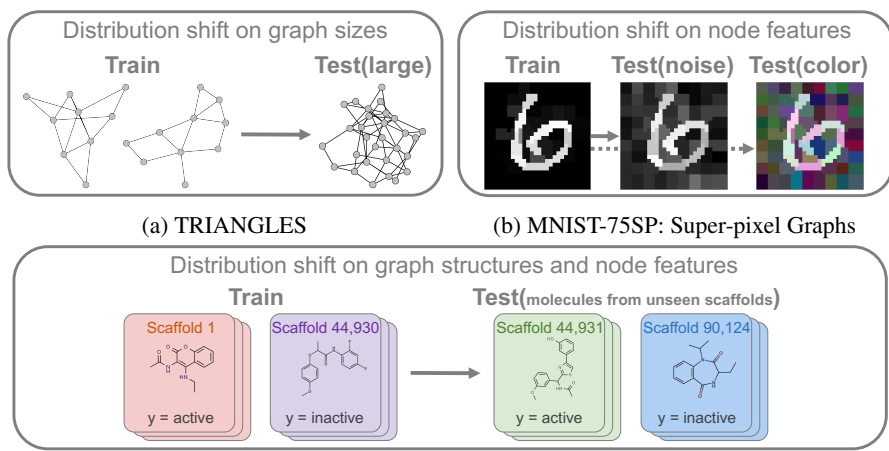 Distribution shift on graph sizes
Train
Test(large)
(a) TRIANGLES
Distribution shift on node features
Train
Test(noise)
Test(color)
(b) MNIST-75SP: Super-pixel Graphs
Distribution shift on graph structures and node features
Train
Test(molecules from unseen scaffolds)
Scaffold 1
y = active
Scaffold 44,930
y = inactive
Scaffold 44,931
y = active
Scaffold 90,124
y = inactive